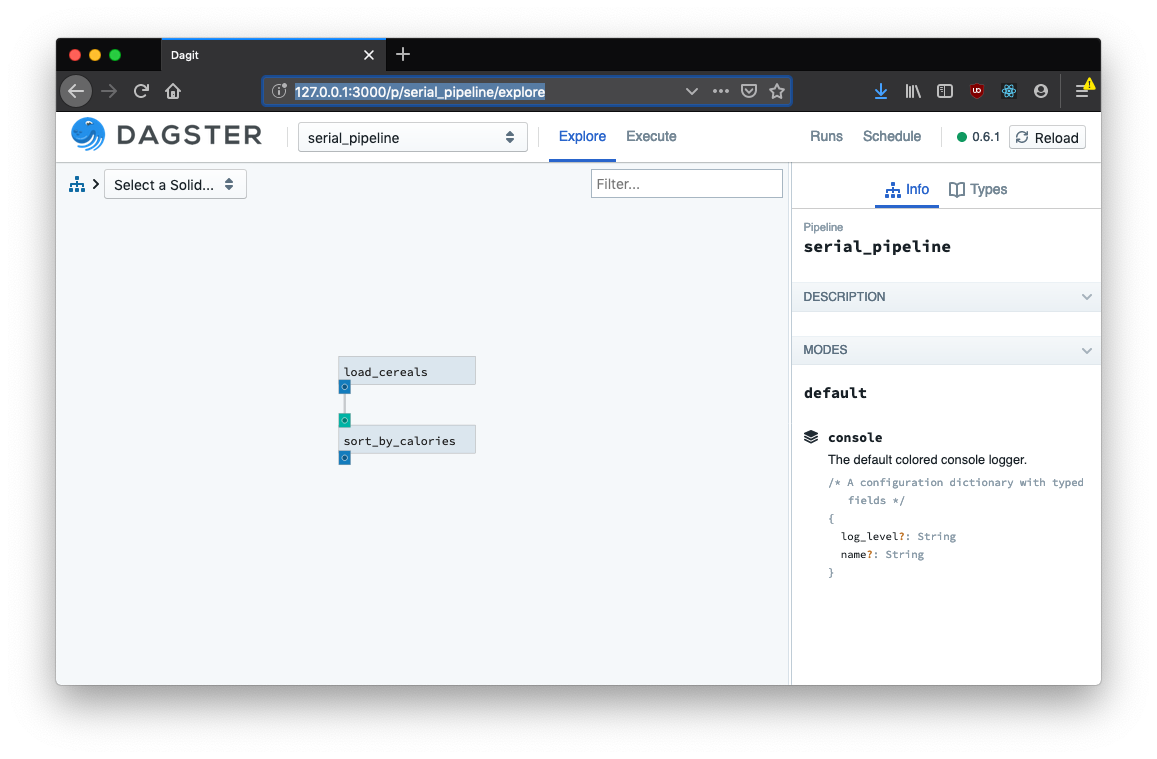 Dagit
127.0.0.1:3000/p/serial_pipeline/explore
UD
DAGSTER
serial_pipeline
Explore
Execute
Runs
Schedule
0.6.1
Reload
Select a Solid...
Filter...
Info
Types
Pipeline
serial_pipeline
DESCRIPTION
MODES
default
console
The default colored console logger.
/* A configuration dictionary with typed
fields */
{
log_level?: String
name?: String
}
load_cereals
sort_by_calories